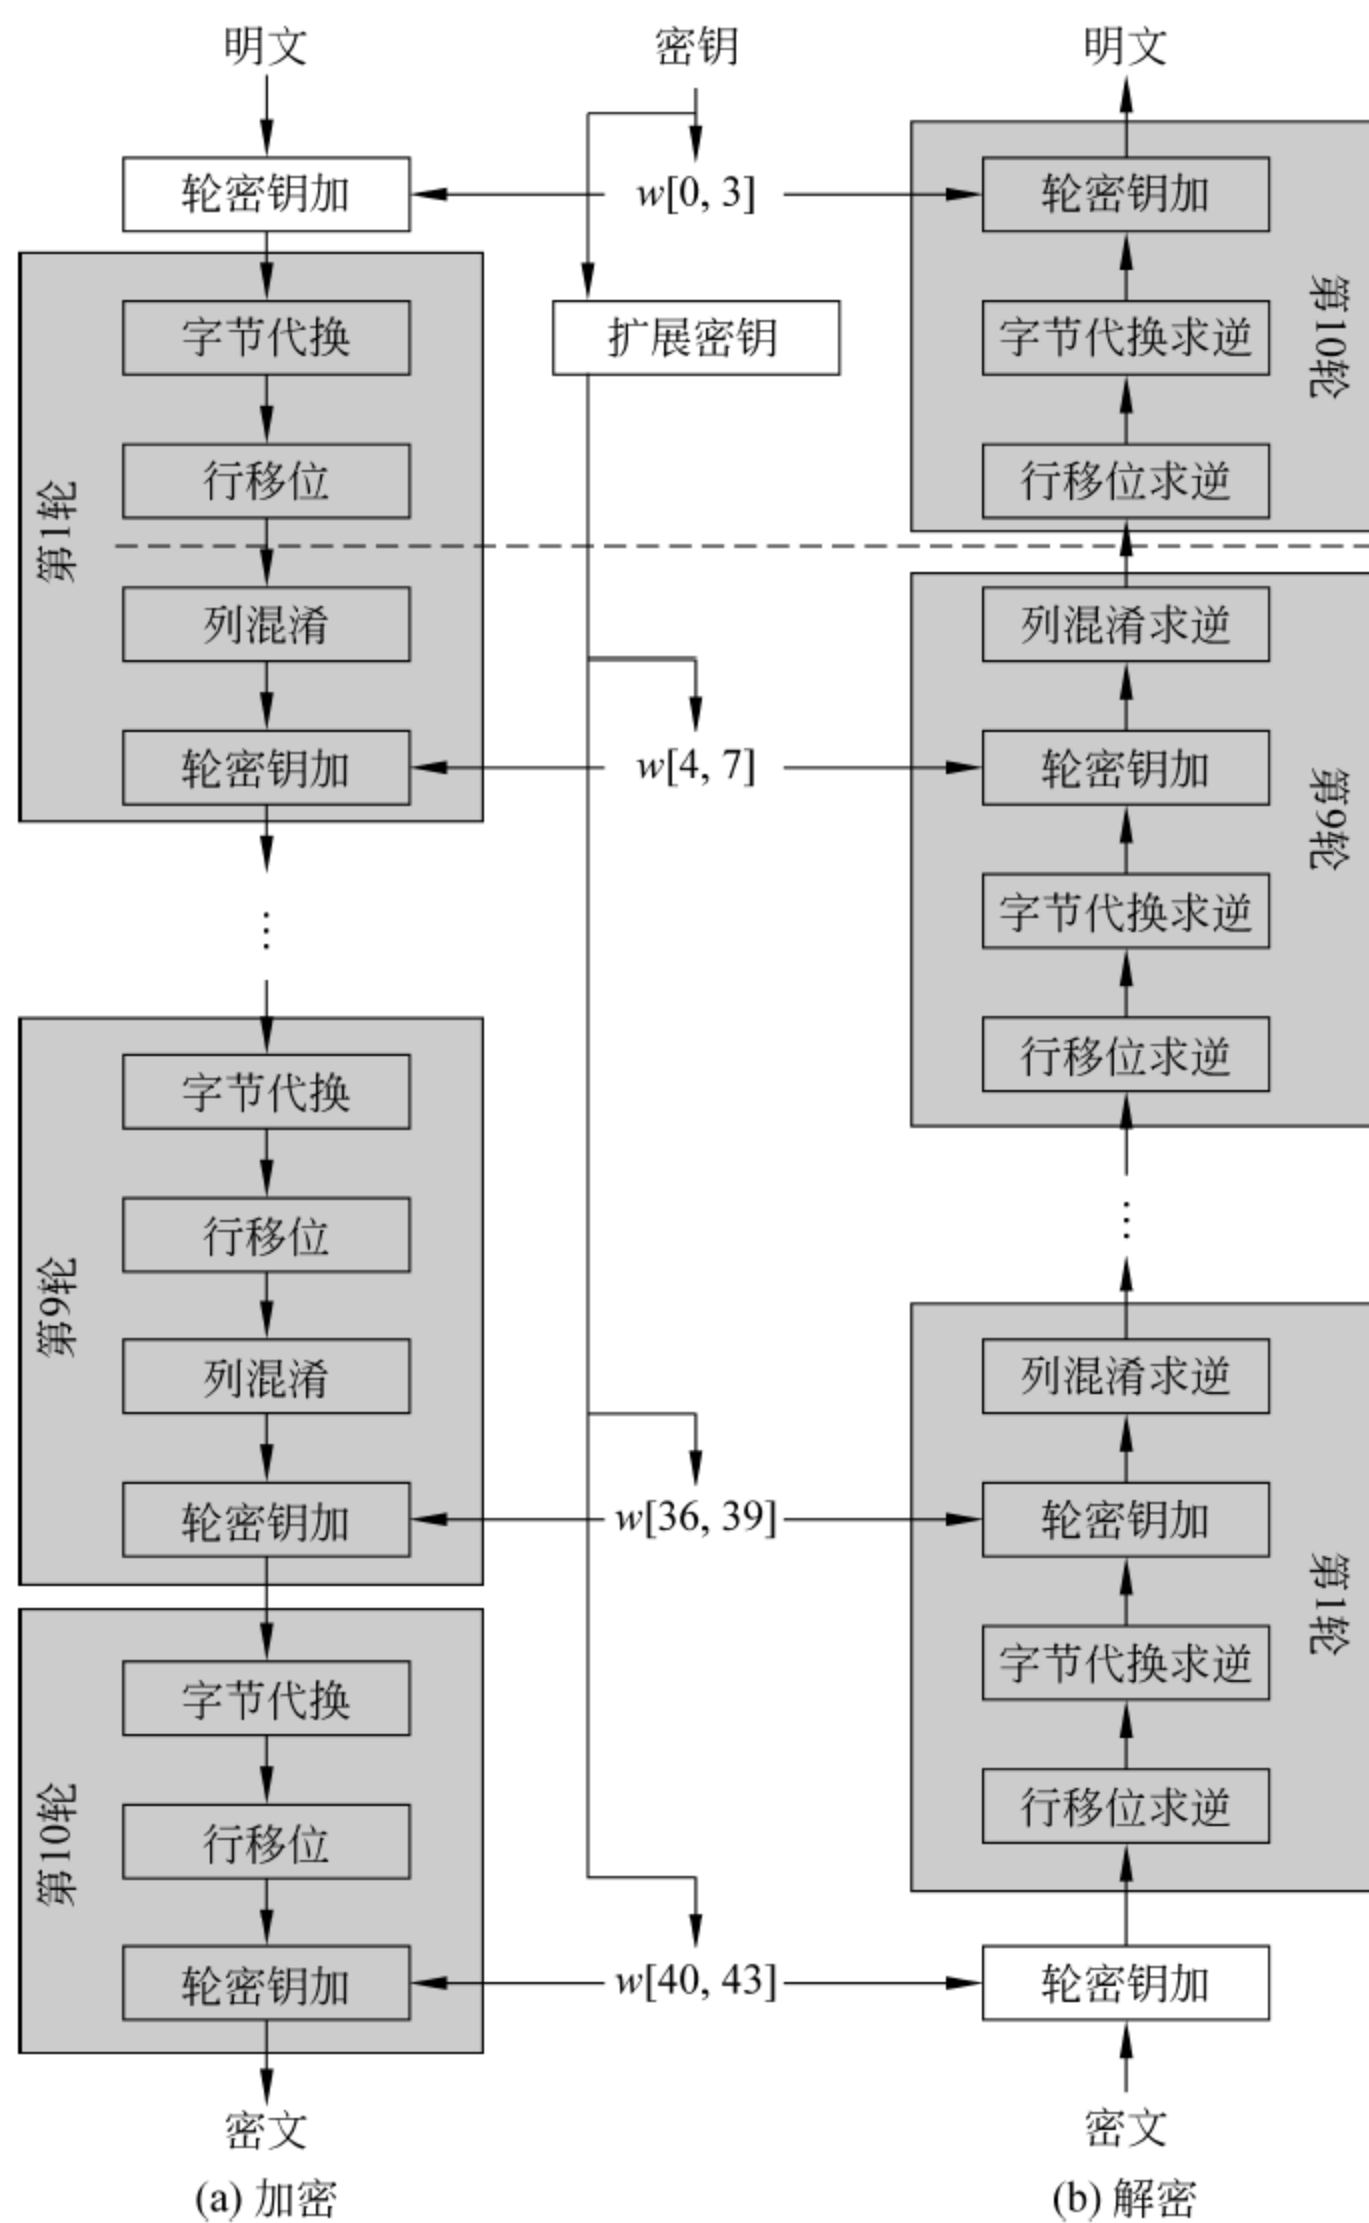 明文
密钥
明文
轮密钥加
w[0, 3]
轮密钥加
字节代换
扩展密钥
字节代换求逆
第10轮
行移位
行移位求逆
第1轮
列混淆
列混淆求逆
轮密钥加
w[4, 7]
轮密钥加
第9轮
⋮
字节代换求逆
字节代换
行移位求逆
行移位
⋮
第9轮
列混淆
列混淆求逆
轮密钥加
w[36, 39]
轮密钥加
第1轮
字节代换
字节代换求逆
行移位
行移位求逆
第10轮
轮密钥加
w[40, 43]
轮密钥加
密文
密文
(a) 加密
(b) 解密